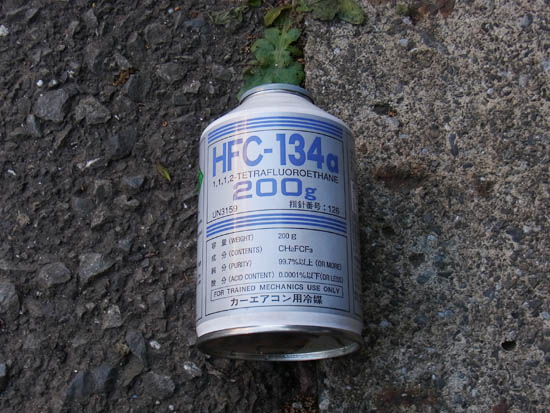 HFC-134a
1,1,1,2-TETRAFLUOROETHANE
200g
UN3159 指針番号:126
容量(WEIGHT) 200g
成分(CONTENTS) CH₂FCF₃
純分(PURITY) 99.7%以上(OR MORE)
酸分(ACID CONTENT) 0.0001%以下(OR LESS)
FOR TRAINED MECHANICS USE ONLY
カーエアコン用冷媒